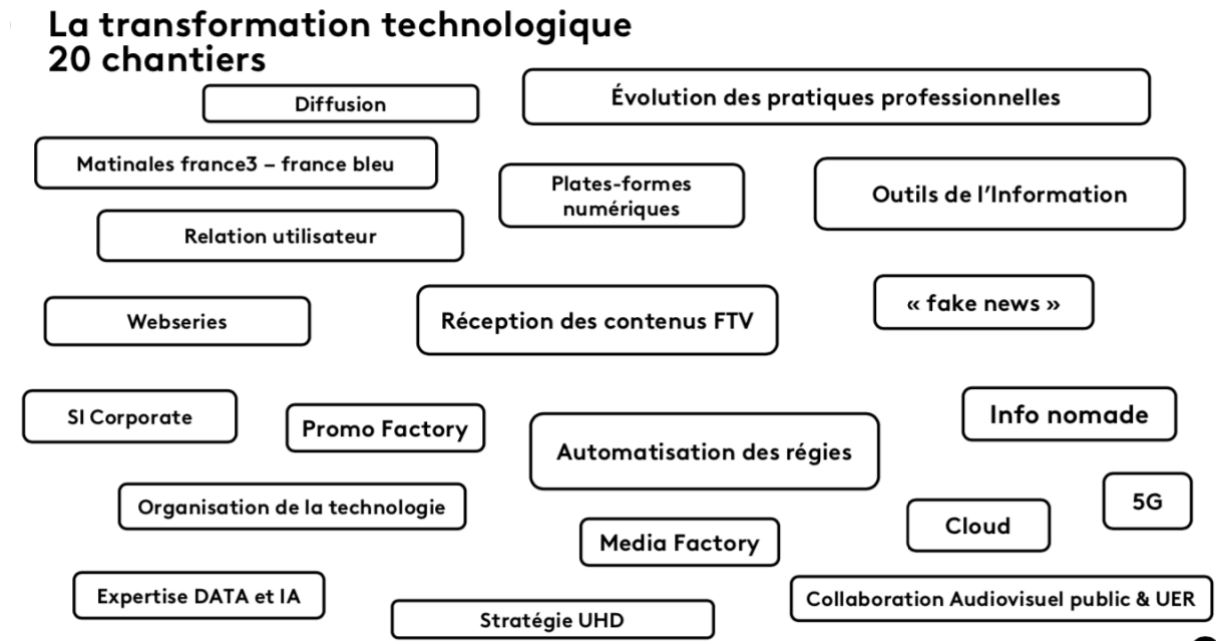 La transformation technologique
20 chantiers
Diffusion
Évolution des pratiques professionnelles
Matinales france3 – france bleu
Plates-formes
numériques
Outils de l'Information
Relation utilisateur
« fake news »
Webseries
Réception des contenus FTV
SI Corporate
Promo Factory
Automatisation des régies
Info nomade
Organisation de la technologie
Media Factory
Cloud
5G
Expertise DATA et IA
Stratégie UHD
Collaboration Audiovisuel public & UER